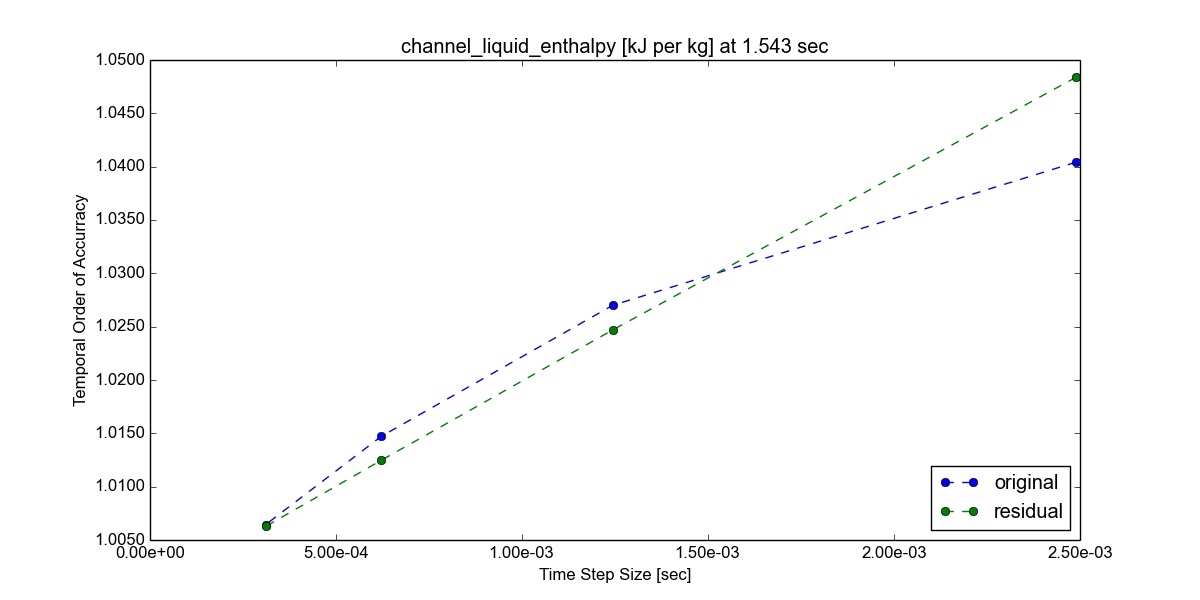 channel_liquid_enthalpy [kJ per kg] at 1.543 sec
1.0500
1.0450
1.0400
1.0350
1.0300
1.0250
1.0200
1.0150
1.0100
1.0050
Temporal Order of Accurracy
original
residual
0.00e+00 5.00e-04 1.00e-03 1.50e-03 2.00e-03 2.50e-03
Time Step Size [sec]